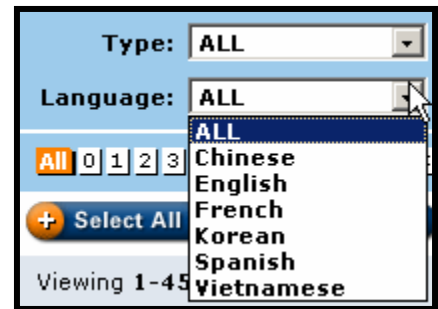 Type: ALL
Language: ALL
ALL
All 0 1 2 3 Chinese
English
French
Select All Korean
Spanish
Viewing 1-45 Vietnamese